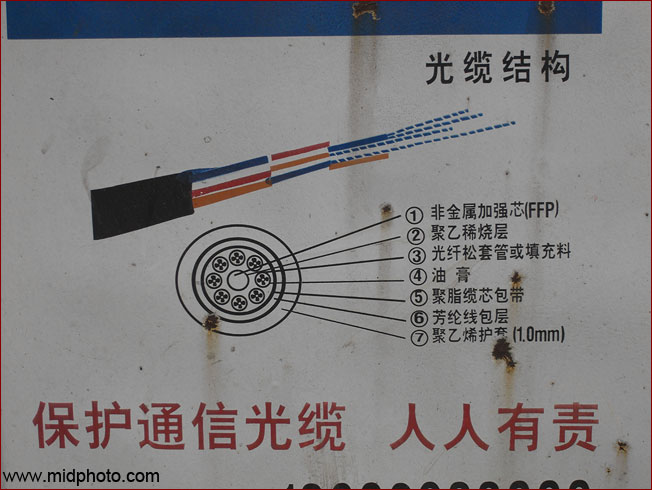 光缆结构
①非金属加强芯(FFP)
②聚乙稀烧层
③光纤松套管或填充料
④油 膏
⑤聚脂缆芯包带
⑥芳纶线包层
⑦聚乙烯护套(1.0mm)
保护通信光缆 人人有责
www.midphoto.com